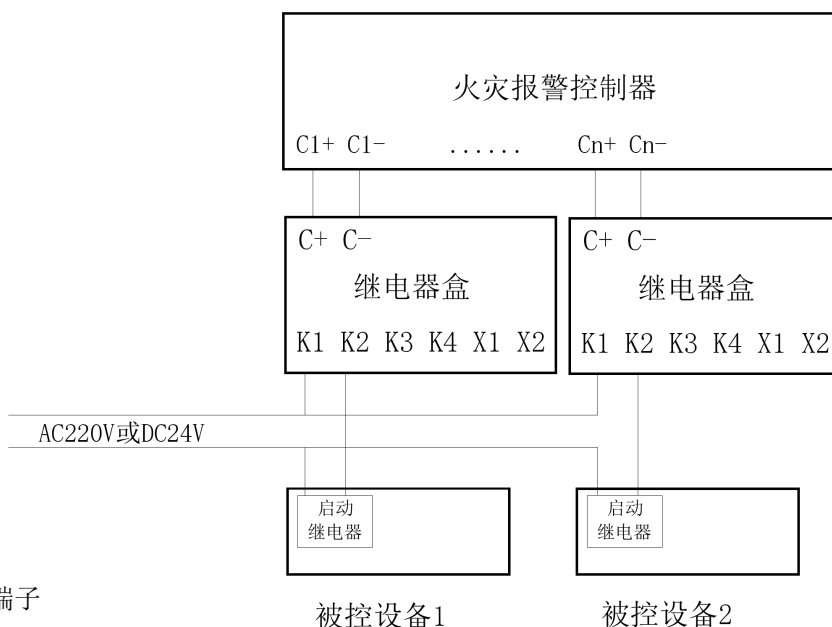 火灾报警控制器
C1+ C1- ...... Cn+ Cn-
C+ C-
继电器盒
K1 K2 K3 K4 X1 X2
C+ C-
继电器盒
K1 K2 K3 K4 X1 X2
AC220V或DC24V
启动
继电器
启动
继电器
端子
被控设备1
被控设备2